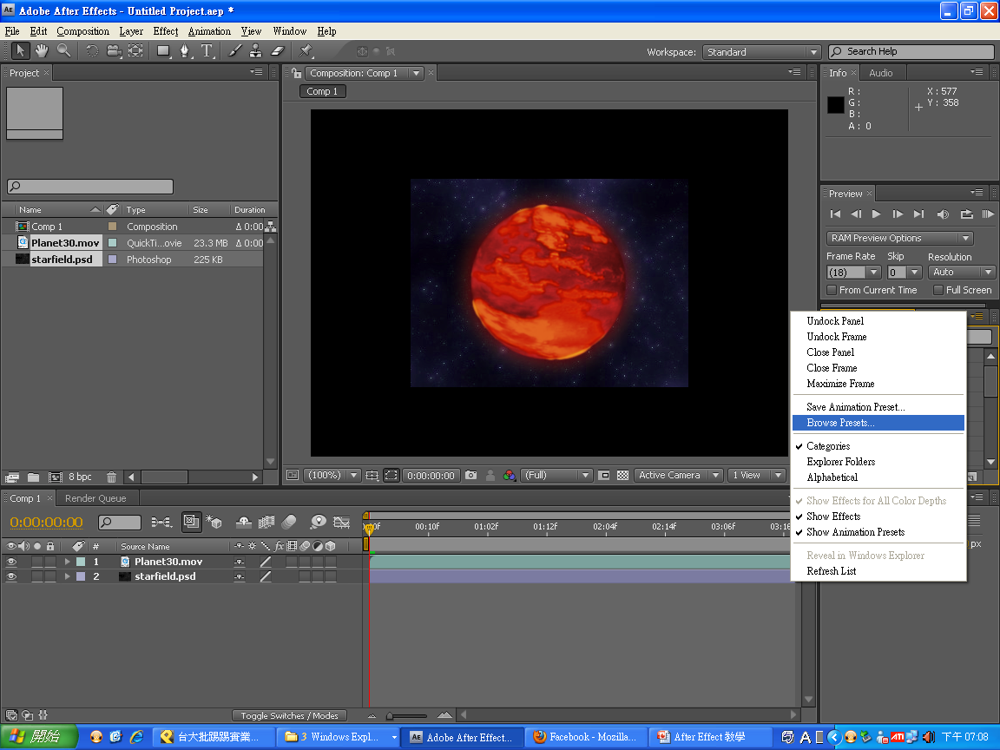 AE Adobe After Effects - Untitled Project.aep *
File Edit Composition Layer Effect Animation View Window Help
Workspace: Standard Search Help
Project
Composition: Comp 1
Info Audio
Comp 1
R :
G :
B :
A : 0
X : 577
Y : 358
Name Type Size Duration
Comp 1 Composition Δ 0:00
Planet30.mov QuickTi...ovie 23.3 MB Δ 0:00
starfield.psd Photoshop 225 KB
Preview
RAM Preview Options
Frame Rate Skip Resolution
(18) 0 Auto
From Current Time Full Screen
Undock Panel
Undock Frame
Close Panel
Close Frame
Maximize Frame
Save Animation Preset...
Browse Presets...
Categories
Explorer Folders
Alphabetical
Show Effects for All Color Depths
Show Effects
Show Animation Presets
Reveal in Windows Explorer
Refresh List
px
8 bpc
(100%) 0:00:00:00 (Full) Active Camera 1 View
Comp 1 Render Queue
0:00:00:00
00:10F 01:02F 01:12F 02:04F 02:14F 03:06F 03:16
# Source Name fx
1 Planet30.mov
2 starfield.psd
Toggle Switches / Modes
開始 台大批踢踢實業... 3 Windows Expl... AE Adobe After Effect... Facebook - Mozilla... After Effect 教學 A ATI 下午 07:08